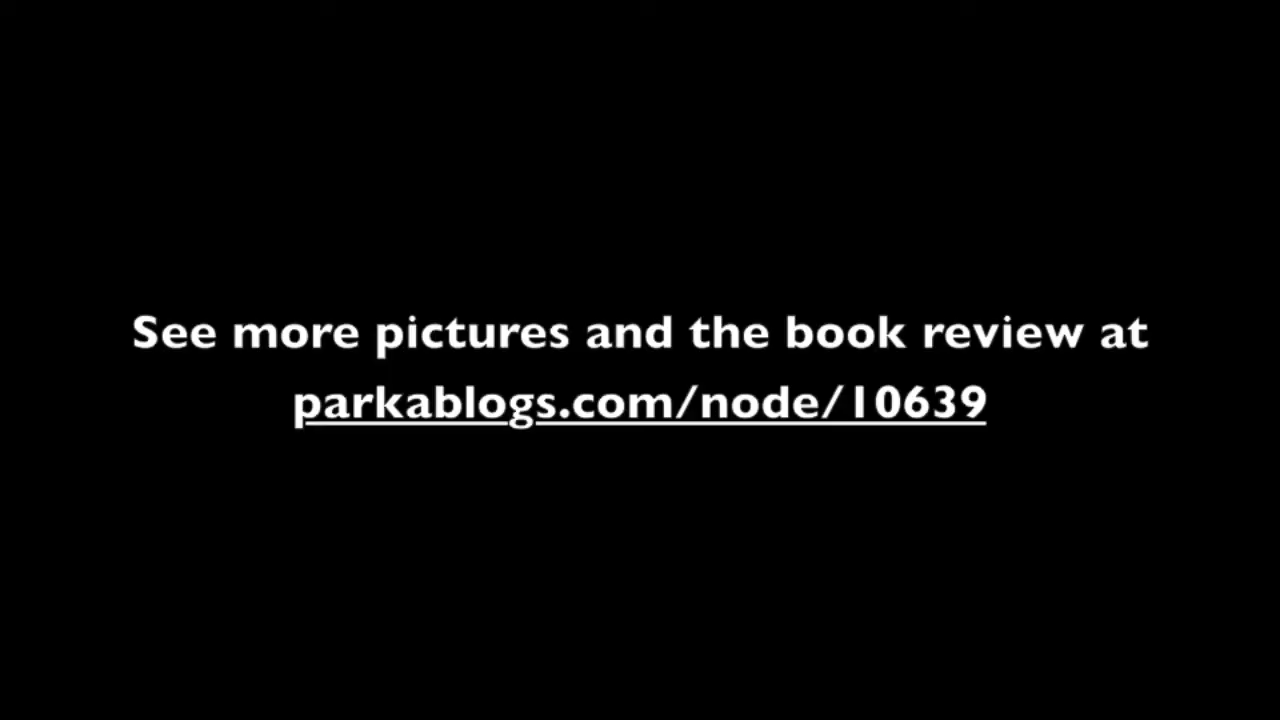 See more pictures and the book review at
parkablogs.com/node/10639